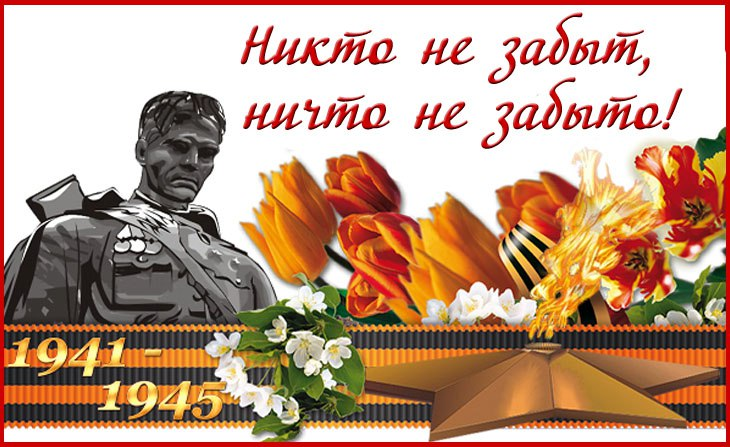 Никто не забыт,
ничто не забыто!
1941 -
1945